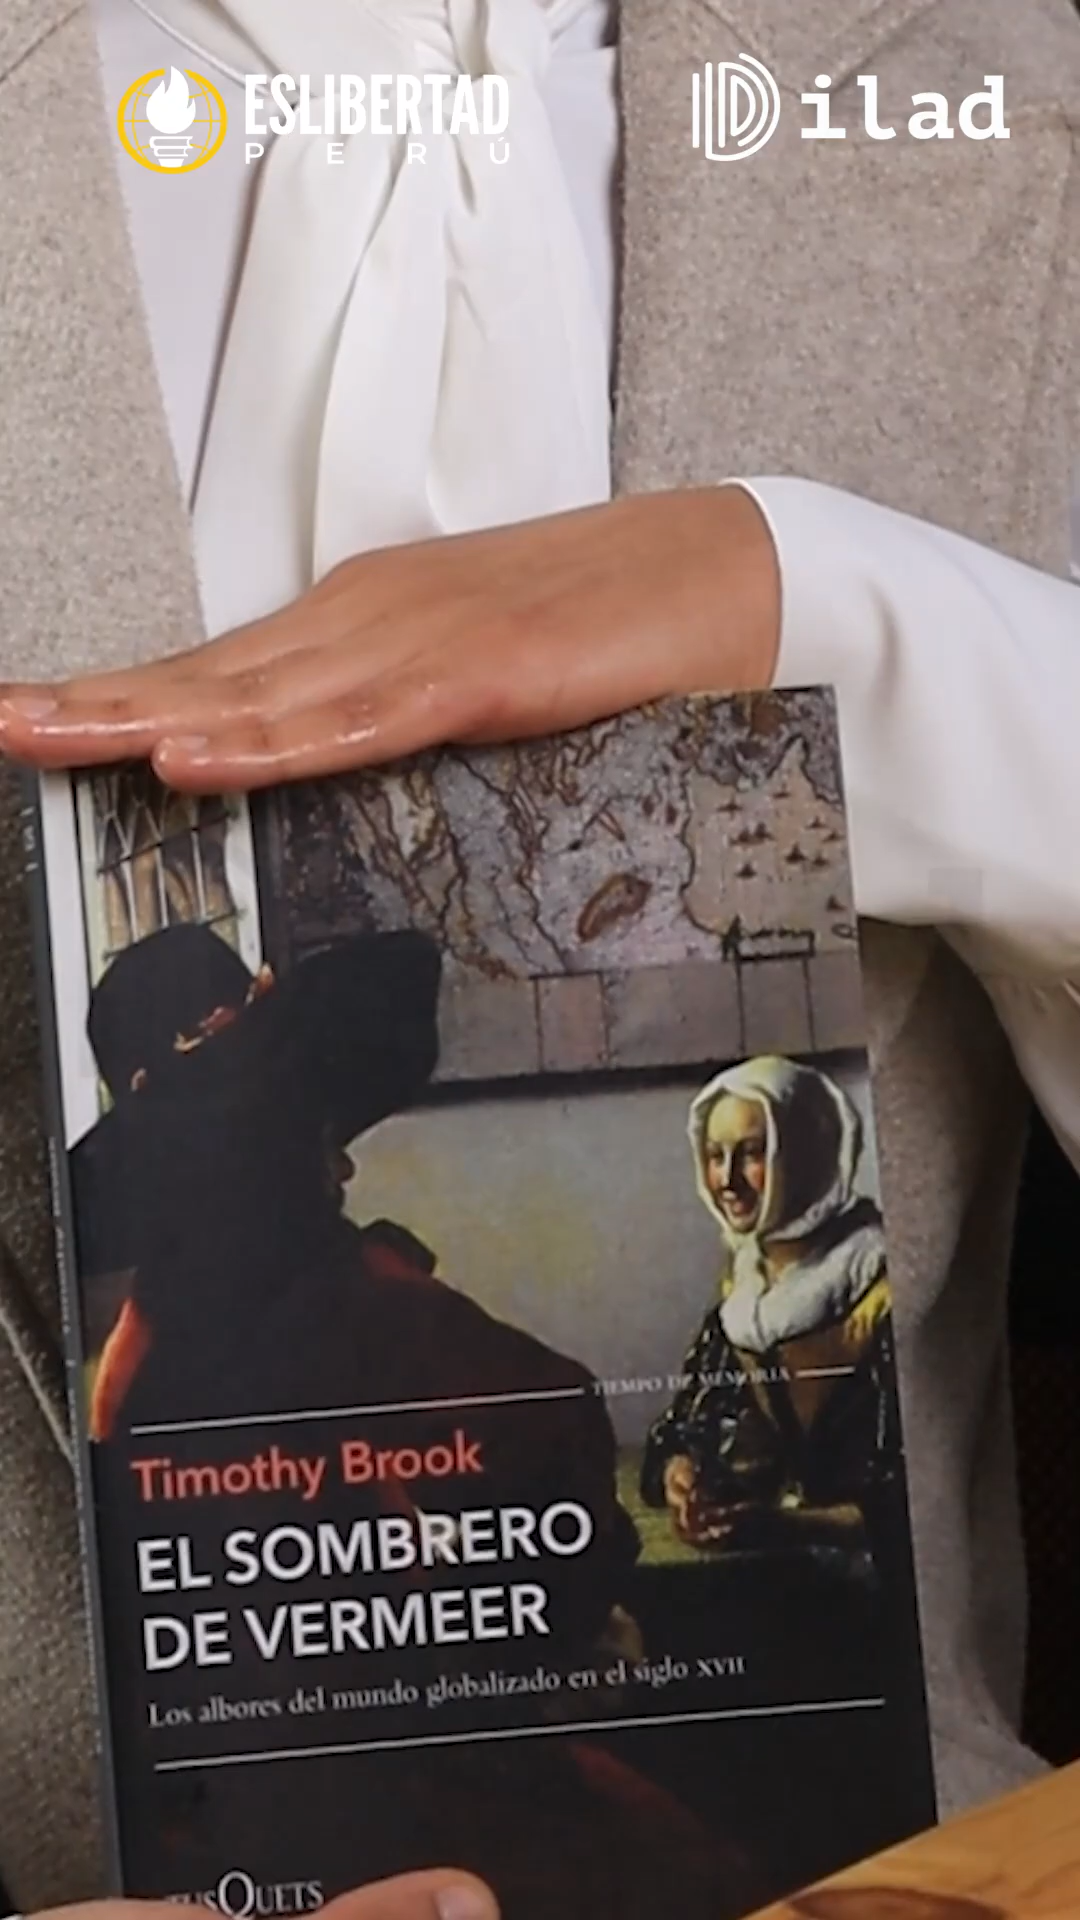 ESLIBERTAD
PERÚ
ilad
TIEMPO DE MEMORIA
Timothy Brook
EL SOMBRERO
DE VERMEER
Los albores del mundo globalizado en el siglo XVII
TUSQUETS